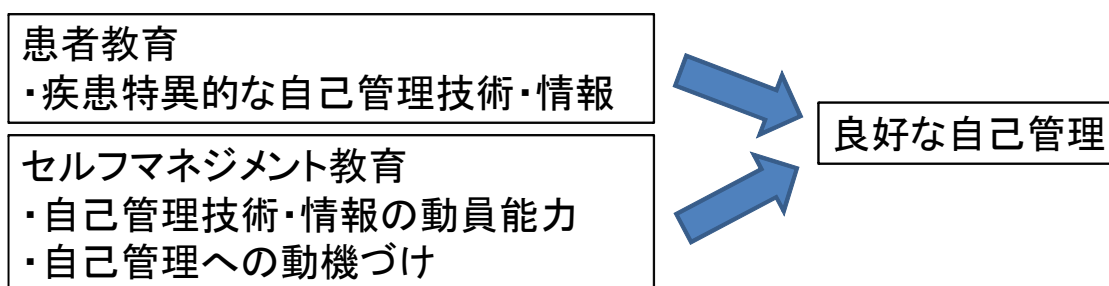 患者教育
・疾患特異的な自己管理技術・情報
セルフマネジメント教育
・自己管理技術・情報の動員能力
・自己管理への動機づけ
良好な自己管理